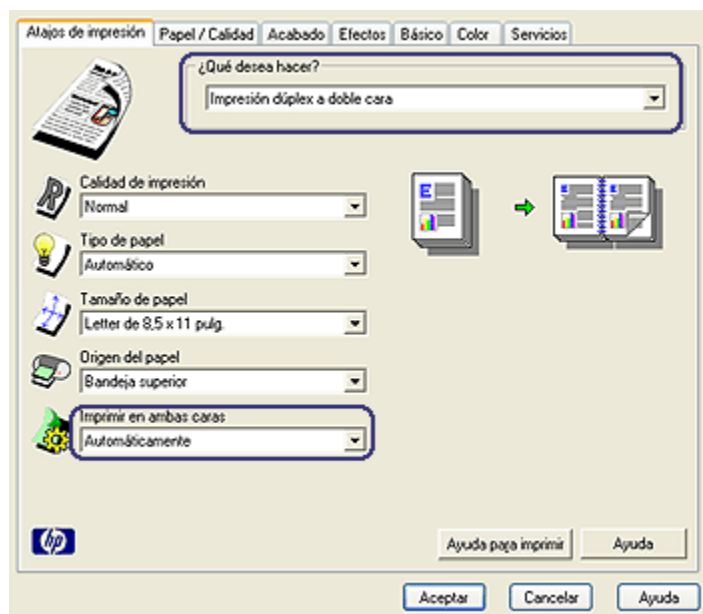 Atajos de impresión Papel / Calidad Acabado Efectos Básico Color Servicios
¿Qué desea hacer?
Impresión dúplex a doble cara
Calidad de impresión
Normal
Tipo de papel
Automático
Tamaño de papel
Letter de 8,5 x 11 pulg.
Origen del papel
Bandeja superior
Imprimir en ambas caras
Automáticamente
hp
Ayuda para imprimir Ayuda
Aceptar Cancelar Ayuda